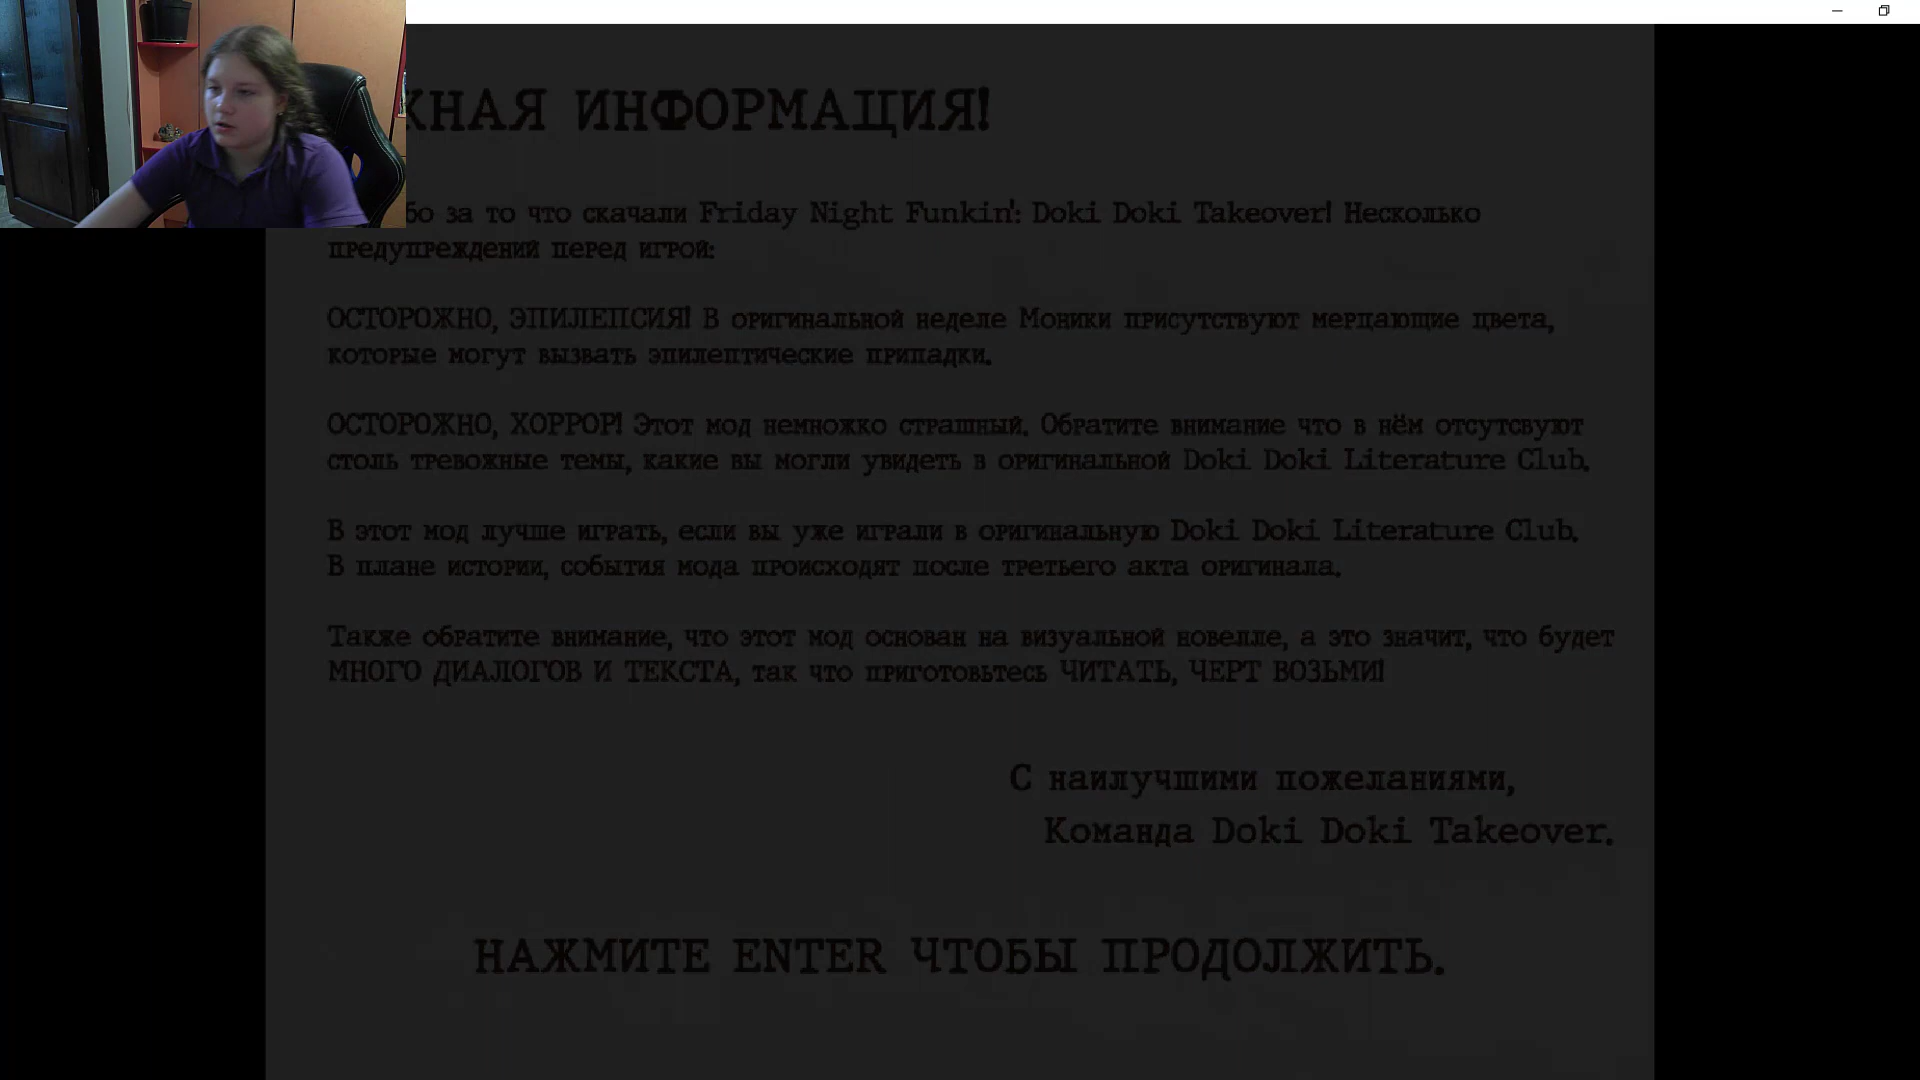 ЖНАЯ ИНФОРМАЦИЯ!
бо за то что скачали Friday Night Funkin': Doki Doki Takeover! Несколько
предупреждений перед игрой:
ОСТОРОЖНО, ЭПИЛЕПСИЯ! В оригинальной неделе Моники присутствуют мерцающие цвета,
которые могут вызвать эпилептические припадки.
ОСТОРОЖНО, ХОРРОР! Этот мод немножко страшный. Обратите внимание что в нём отсутсвуют
столь тревожные темы, какие вы могли увидеть в оригинальной Doki Doki Literature Club.
В этот мод лучше играть, если вы уже играли в оригинальную Doki Doki Literature Club.
В плане истории, события мода происходят после третьего акта оригинала.
Также обратите внимание, что этот мод основан на визуальной новелле, а это значит, что будет
МНОГО ДИАЛОГОВ И ТЕКСТА, так что приготовьтесь ЧИТАТЬ, ЧЕРТ ВОЗЬМИ!
С наилучшими пожеланиями,
Команда Doki Doki Takeover.
НАЖМИТЕ ENTER ЧТОБЫ ПРОДОЛЖИТЬ.